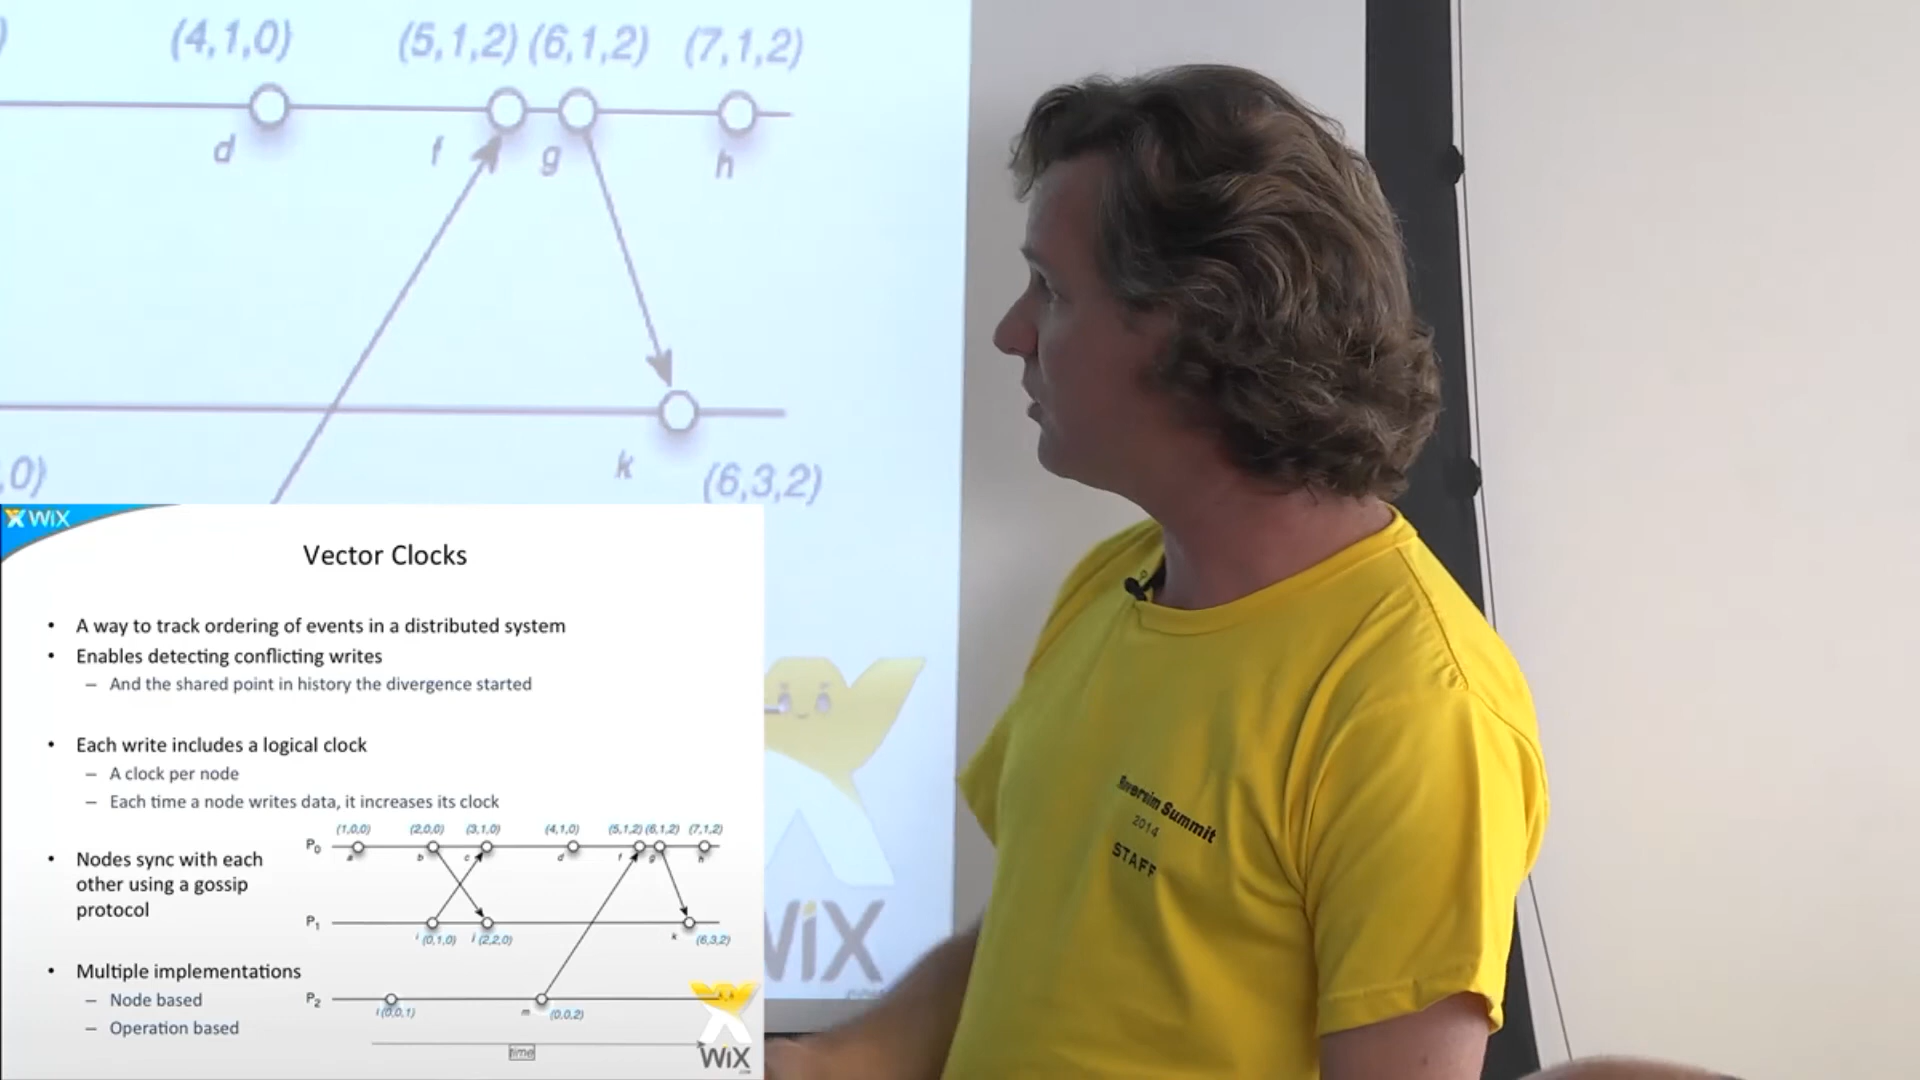 (4,1,0) (5,1,2) (6,1,2) (7,1,2)
d f g h
k
,0) (6,3,2)
WiX
Vector Clocks
• A way to track ordering of events in a distributed system
• Enables detecting conflicting writes
– And the shared point in history the divergence started
• Each write includes a logical clock
– A clock per node
– Each time a node writes data, it increases its clock
• Nodes sync with each
other using a gossip
protocol
• Multiple implementations
– Node based
– Operation based
(1,0,0) (2,0,0) (3,1,0) (4,1,0) (5,1,2) (6,1,2) (7,1,2)
P0
a b c d f g h
P1
i (0,1,0) j (2,2,0) k (6,3,2)
P2
l (0,0,1) m (0,0,2)
time
WiX
.com
WiX
Reversim Summit
2014
STAFF